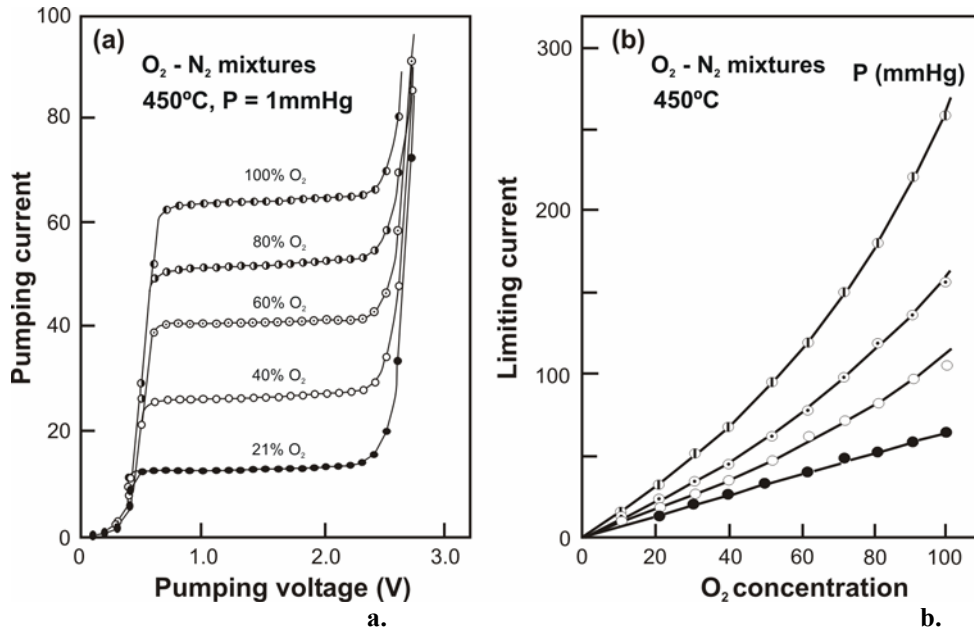 (a)
O₂ - N₂ mixtures
450ºC, P = 1mmHg
100
80
60
40
20
0
Pumping current
100% O₂
80% O₂
60% O₂
40% O₂
21% O₂
0 1.0 2.0 3.0
Pumping voltage (V)
a.
(b)
O₂ - N₂ mixtures
450ºC
P (mmHg)
300
200
100
0
Limiting current
0 20 40 60 80 100
O₂ concentration
b.